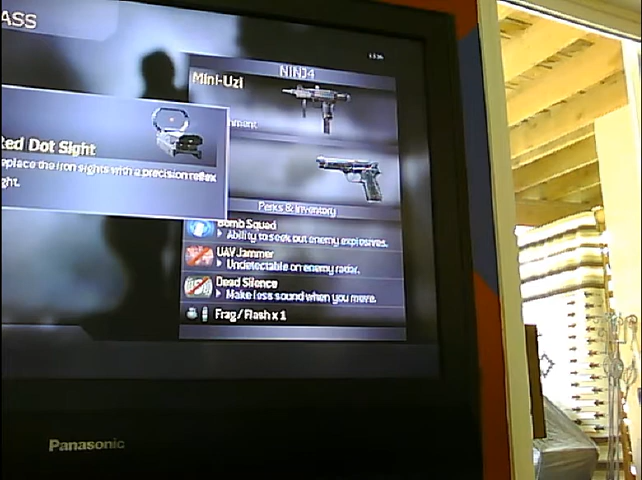 ASS
NINJ4
Mini-Uzi
nment
Red Dot Sight
eplace the iron sights with a precision reflex
ght.
Perks & Inventory
Bomb Squad
Ability to seek out enemy explosives.
UAV Jammer
Undetectable on enemy radar.
Dead Silence
Make less sound when you move.
Frag / Flash x 1
Panasonic